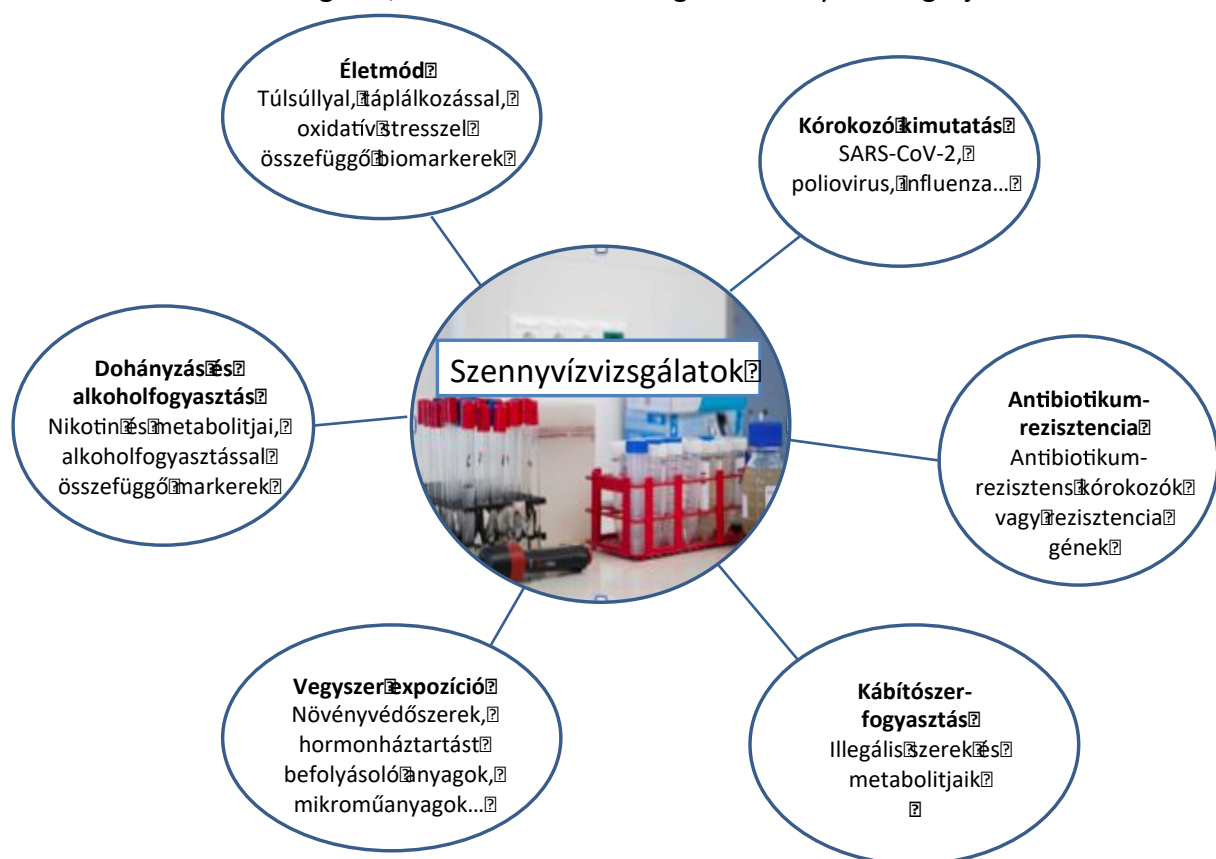 Életmód
Túlsúllyal, táplálkozással,
oxidatív stresszel
összefüggő biomarkerek
Kórokozó kimutatás
SARS-CoV-2,
poliovirus, influenza...
Szennyvízvizsgálatok
Dohányzás és
alkoholfogyasztás
Nikotin és metabolitjai,
alkoholfogyasztással
összefüggő markerek
Antibiotikum-
rezisztencia
Antibiotikum-
rezisztens kórokozók
vagy rezisztencia
gének
Vegyszer expozíció
Növényvédőszerek,
hormonháztartást
befolyásoló anyagok,
mikroműanyagok...
Kábítószer-
fogyasztás
Illegális szerek és
metabolitjaik